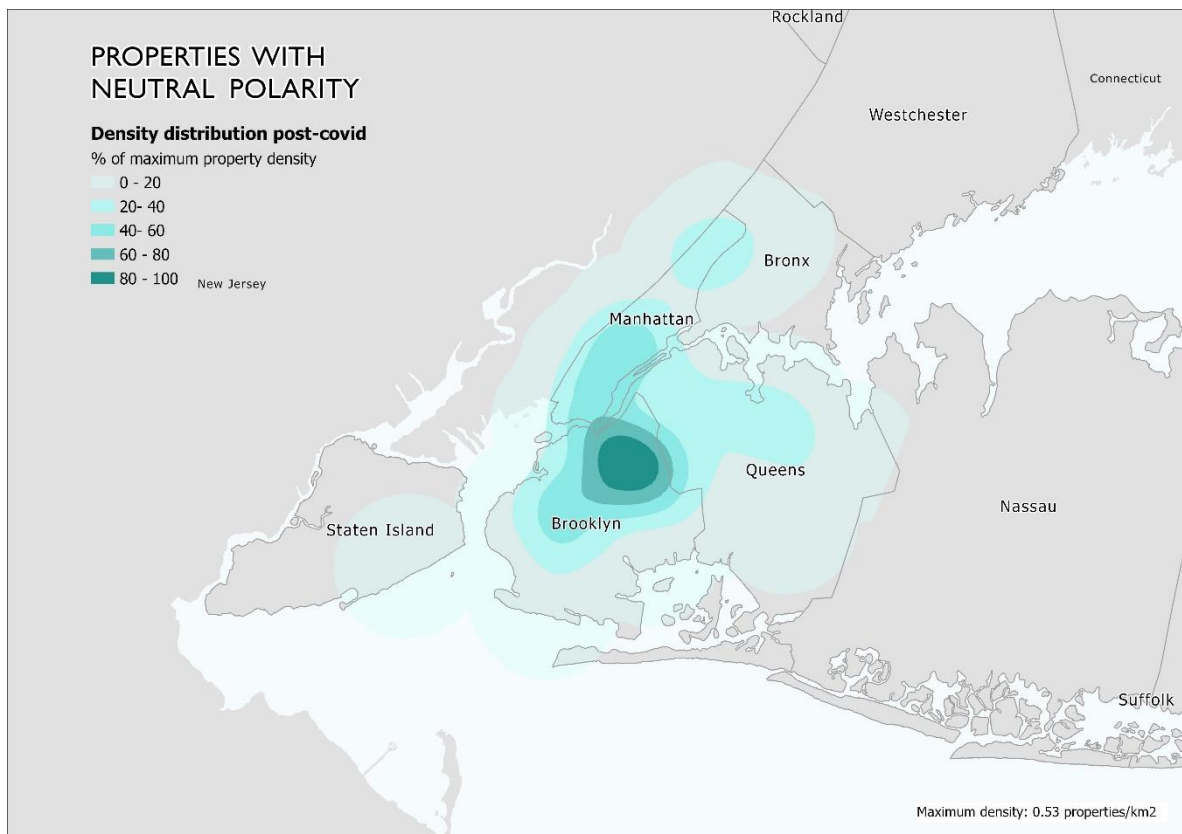 PROPERTIES WITH
NEUTRAL POLARITY
Density distribution post-covid
% of maximum property density
0 - 20
20- 40
40- 60
60 - 80
80 - 100
New Jersey
Rockland
Connecticut
Westchester
Bronx
Manhattan
Queens
Nassau
Brooklyn
Staten Island
Suffolk
Maximum density: 0.53 properties/km2